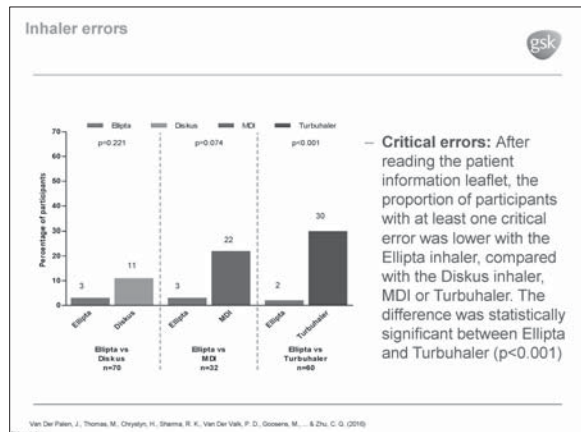 Inhaler errors
gsk
Ellipta Diskus MDI Turbuhaler
p=0.221 p=0.074 p<0.001
Percentage of participants
70
60
50
40
30
20
10
0
3 11 3 22 2 30
Ellipta Diskus Ellipta MDI Ellipta Turbuhaler
Ellipta vs
Diskus
n=70
Ellipta vs
MDI
n=32
Ellipta vs
Turbuhaler
n=60
– Critical errors: After
reading the patient
information leaflet, the
proportion of participants
with at least one critical
error was lower with the
Ellipta inhaler, compared
with the Diskus inhaler,
MDI or Turbuhaler. The
difference was statistically
significant between Ellipta
and Turbuhaler (p<0.001)
Van Der Palen, J., Thomas, M., Chrystyn, H., Sharma, R. K., Van Der Valk, P. D., Goosens, M., ... & Zhu, C. Q. (2016)